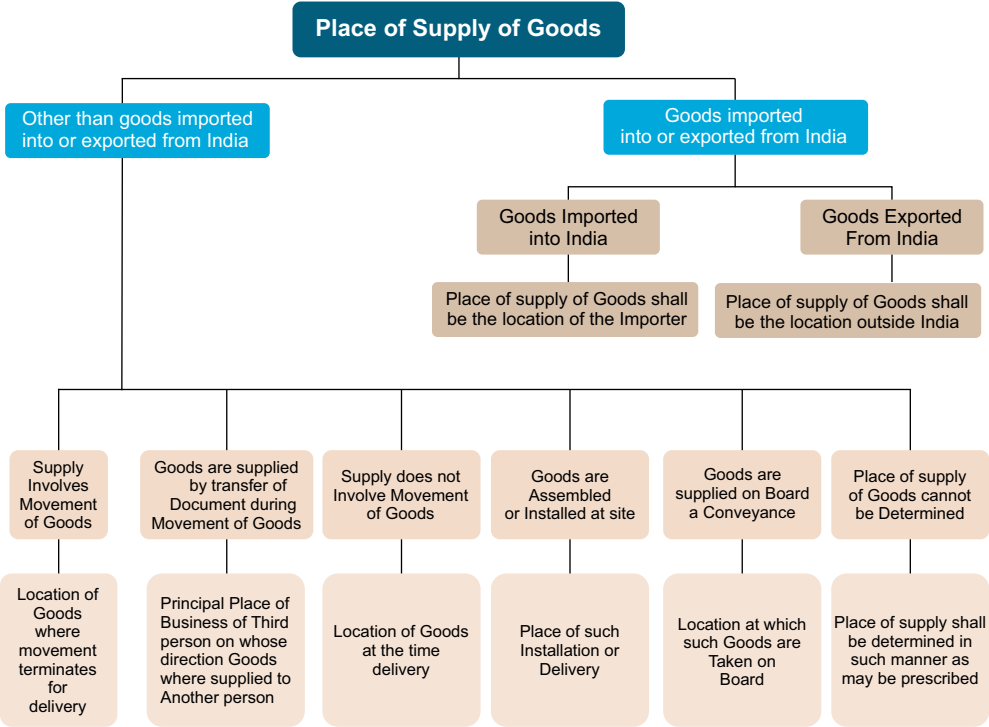 Place of Supply of Goods
Other than goods imported
into or exported from India
Goods imported
into or exported from India
Goods Imported
into India
Goods Exported
From India
Place of supply of Goods shall
be the location of the Importer
Place of supply of Goods shall
be the location outside India
Supply
Involves
Movement
of Goods
Goods are supplied
by transfer of
Document during
Movement of Goods
Supply does not
Involve Movement
of Goods
Goods are
Assembled
or Installed at site
Goods are
supplied on Board
a Conveyance
Place of supply
of Goods cannot
be Determined
Location of
Goods
where
movement
terminates
for
delivery
Principal Place of
Business of Third
person on whose
direction Goods
where supplied to
Another person
Location of Goods
at the time
delivery
Place of such
Installation or
Delivery
Location at which
such Goods are
Taken on
Board
Place of supply shall
be determined in
such manner as
may be prescribed